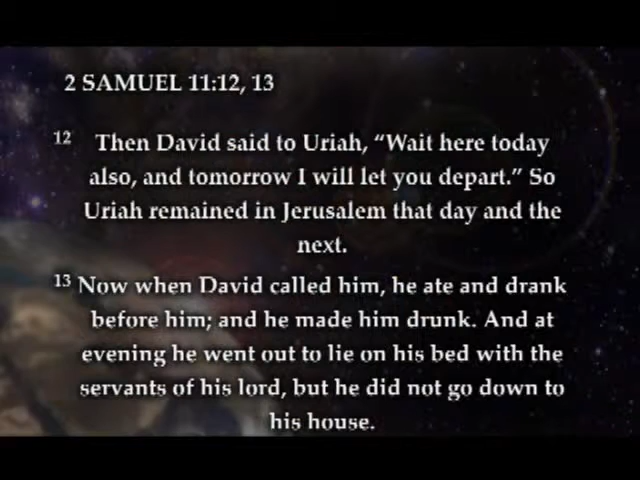 2 SAMUEL 11:12, 13
12 Then David said to Uriah, “Wait here today
also, and tomorrow I will let you depart.” So
Uriah remained in Jerusalem that day and the
next.
13 Now when David called him, he ate and drank
before him; and he made him drunk. And at
evening he went out to lie on his bed with the
servants of his lord, but he did not go down to
his house.